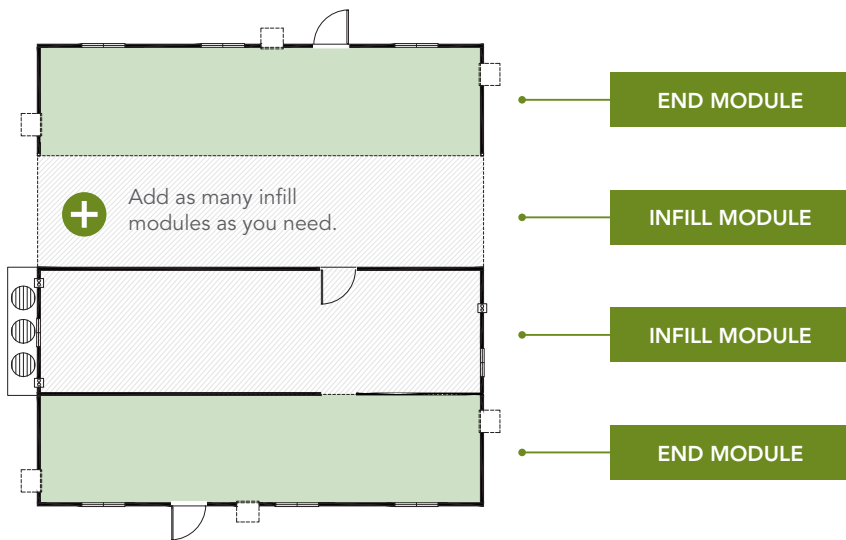 END MODULE
Add as many infill
modules as you need.
INFILL MODULE
INFILL MODULE
END MODULE